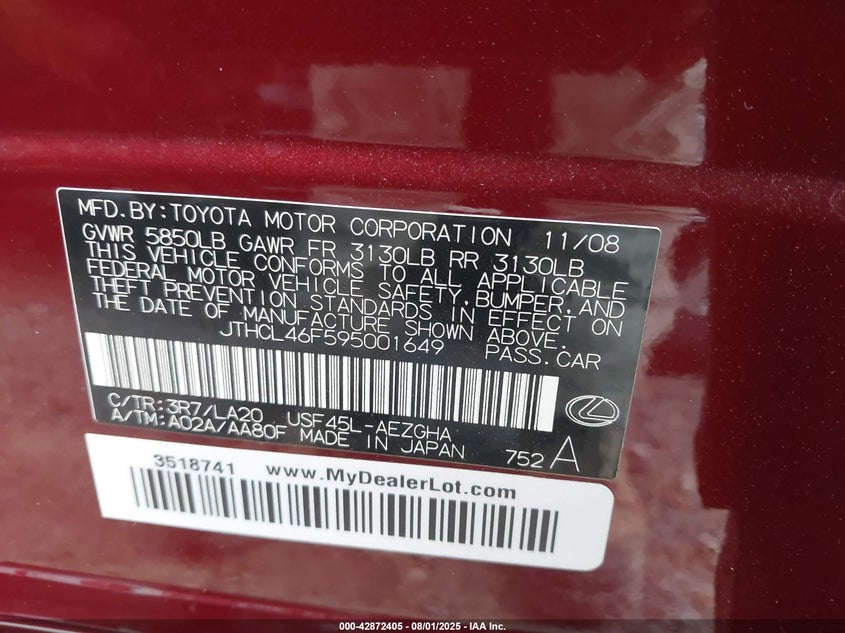 MFD.BY:TOYOTA MOTOR CORPORATION 11/08
GVWR 5850LB GAWR FR 3130LB RR 3130LB
THIS VEHICLE CONFORMS TO ALL APPLICABLE
FEDERAL MOTOR VEHICLE SAFETY,BUMPER,AND
THEFT PREVENTION STANDARDS IN EFFECT ON
THE DATE OF MANUFACTURE SHOWN ABOVE.
JTHCL46F595001649 PASS.CAR
C/TR:3R7/LA20 USF45L-AEZGHA
A/TM:A02A/AA80F MADE IN JAPAN 752 A
3518741 www.MyDealerLot.com
000-42872405 - 08/01/2025 - IAA Inc.